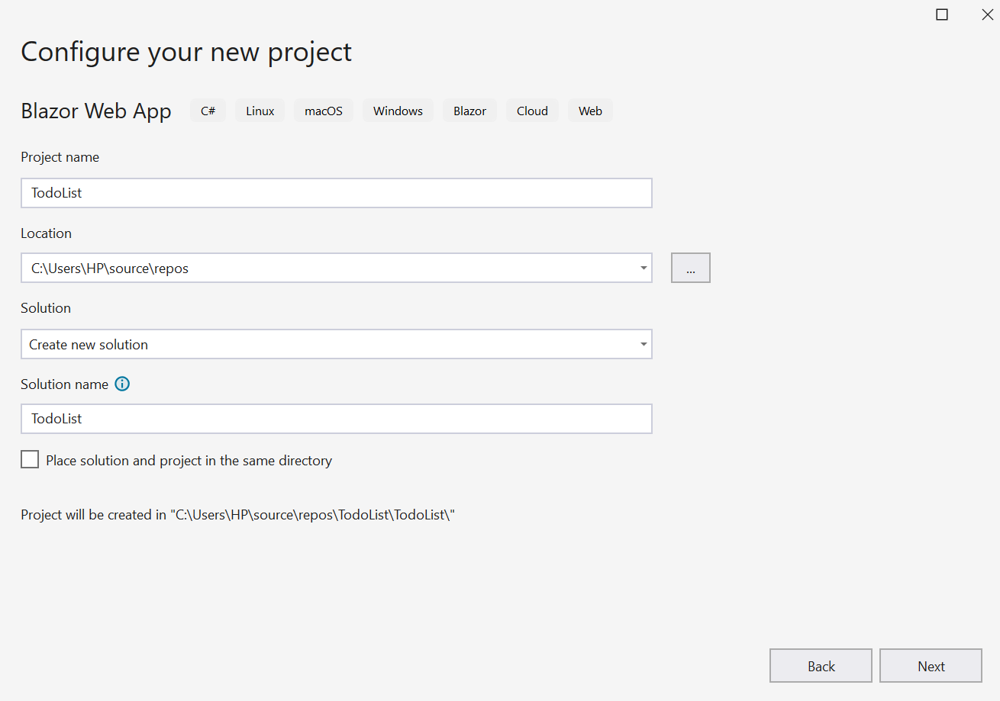 Configure your new project
Blazor Web App C# Linux macOS Windows Blazor Cloud Web
Project name
TodoList
Location
C:\Users\HP\source\repos
...
Solution
Create new solution
Solution name
TodoList
Place solution and project in the same directory
Project will be created in "C:\Users\HP\source\repos\TodoList\TodoList\"
Back Next